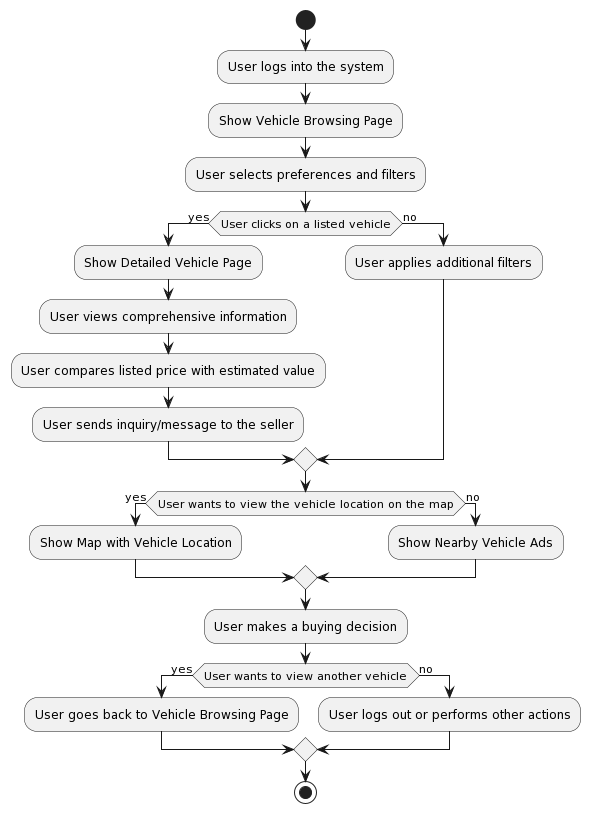 User logs into the system
Show Vehicle Browsing Page
User selects preferences and filters
yes
User clicks on a listed vehicle
no
Show Detailed Vehicle Page
User applies additional filters
User views comprehensive information
User compares listed price with estimated value
User sends inquiry/message to the seller
yes
User wants to view the vehicle location on the map
no
Show Map with Vehicle Location
Show Nearby Vehicle Ads
User makes a buying decision
yes
User wants to view another vehicle
no
User goes back to Vehicle Browsing Page
User logs out or performs other actions